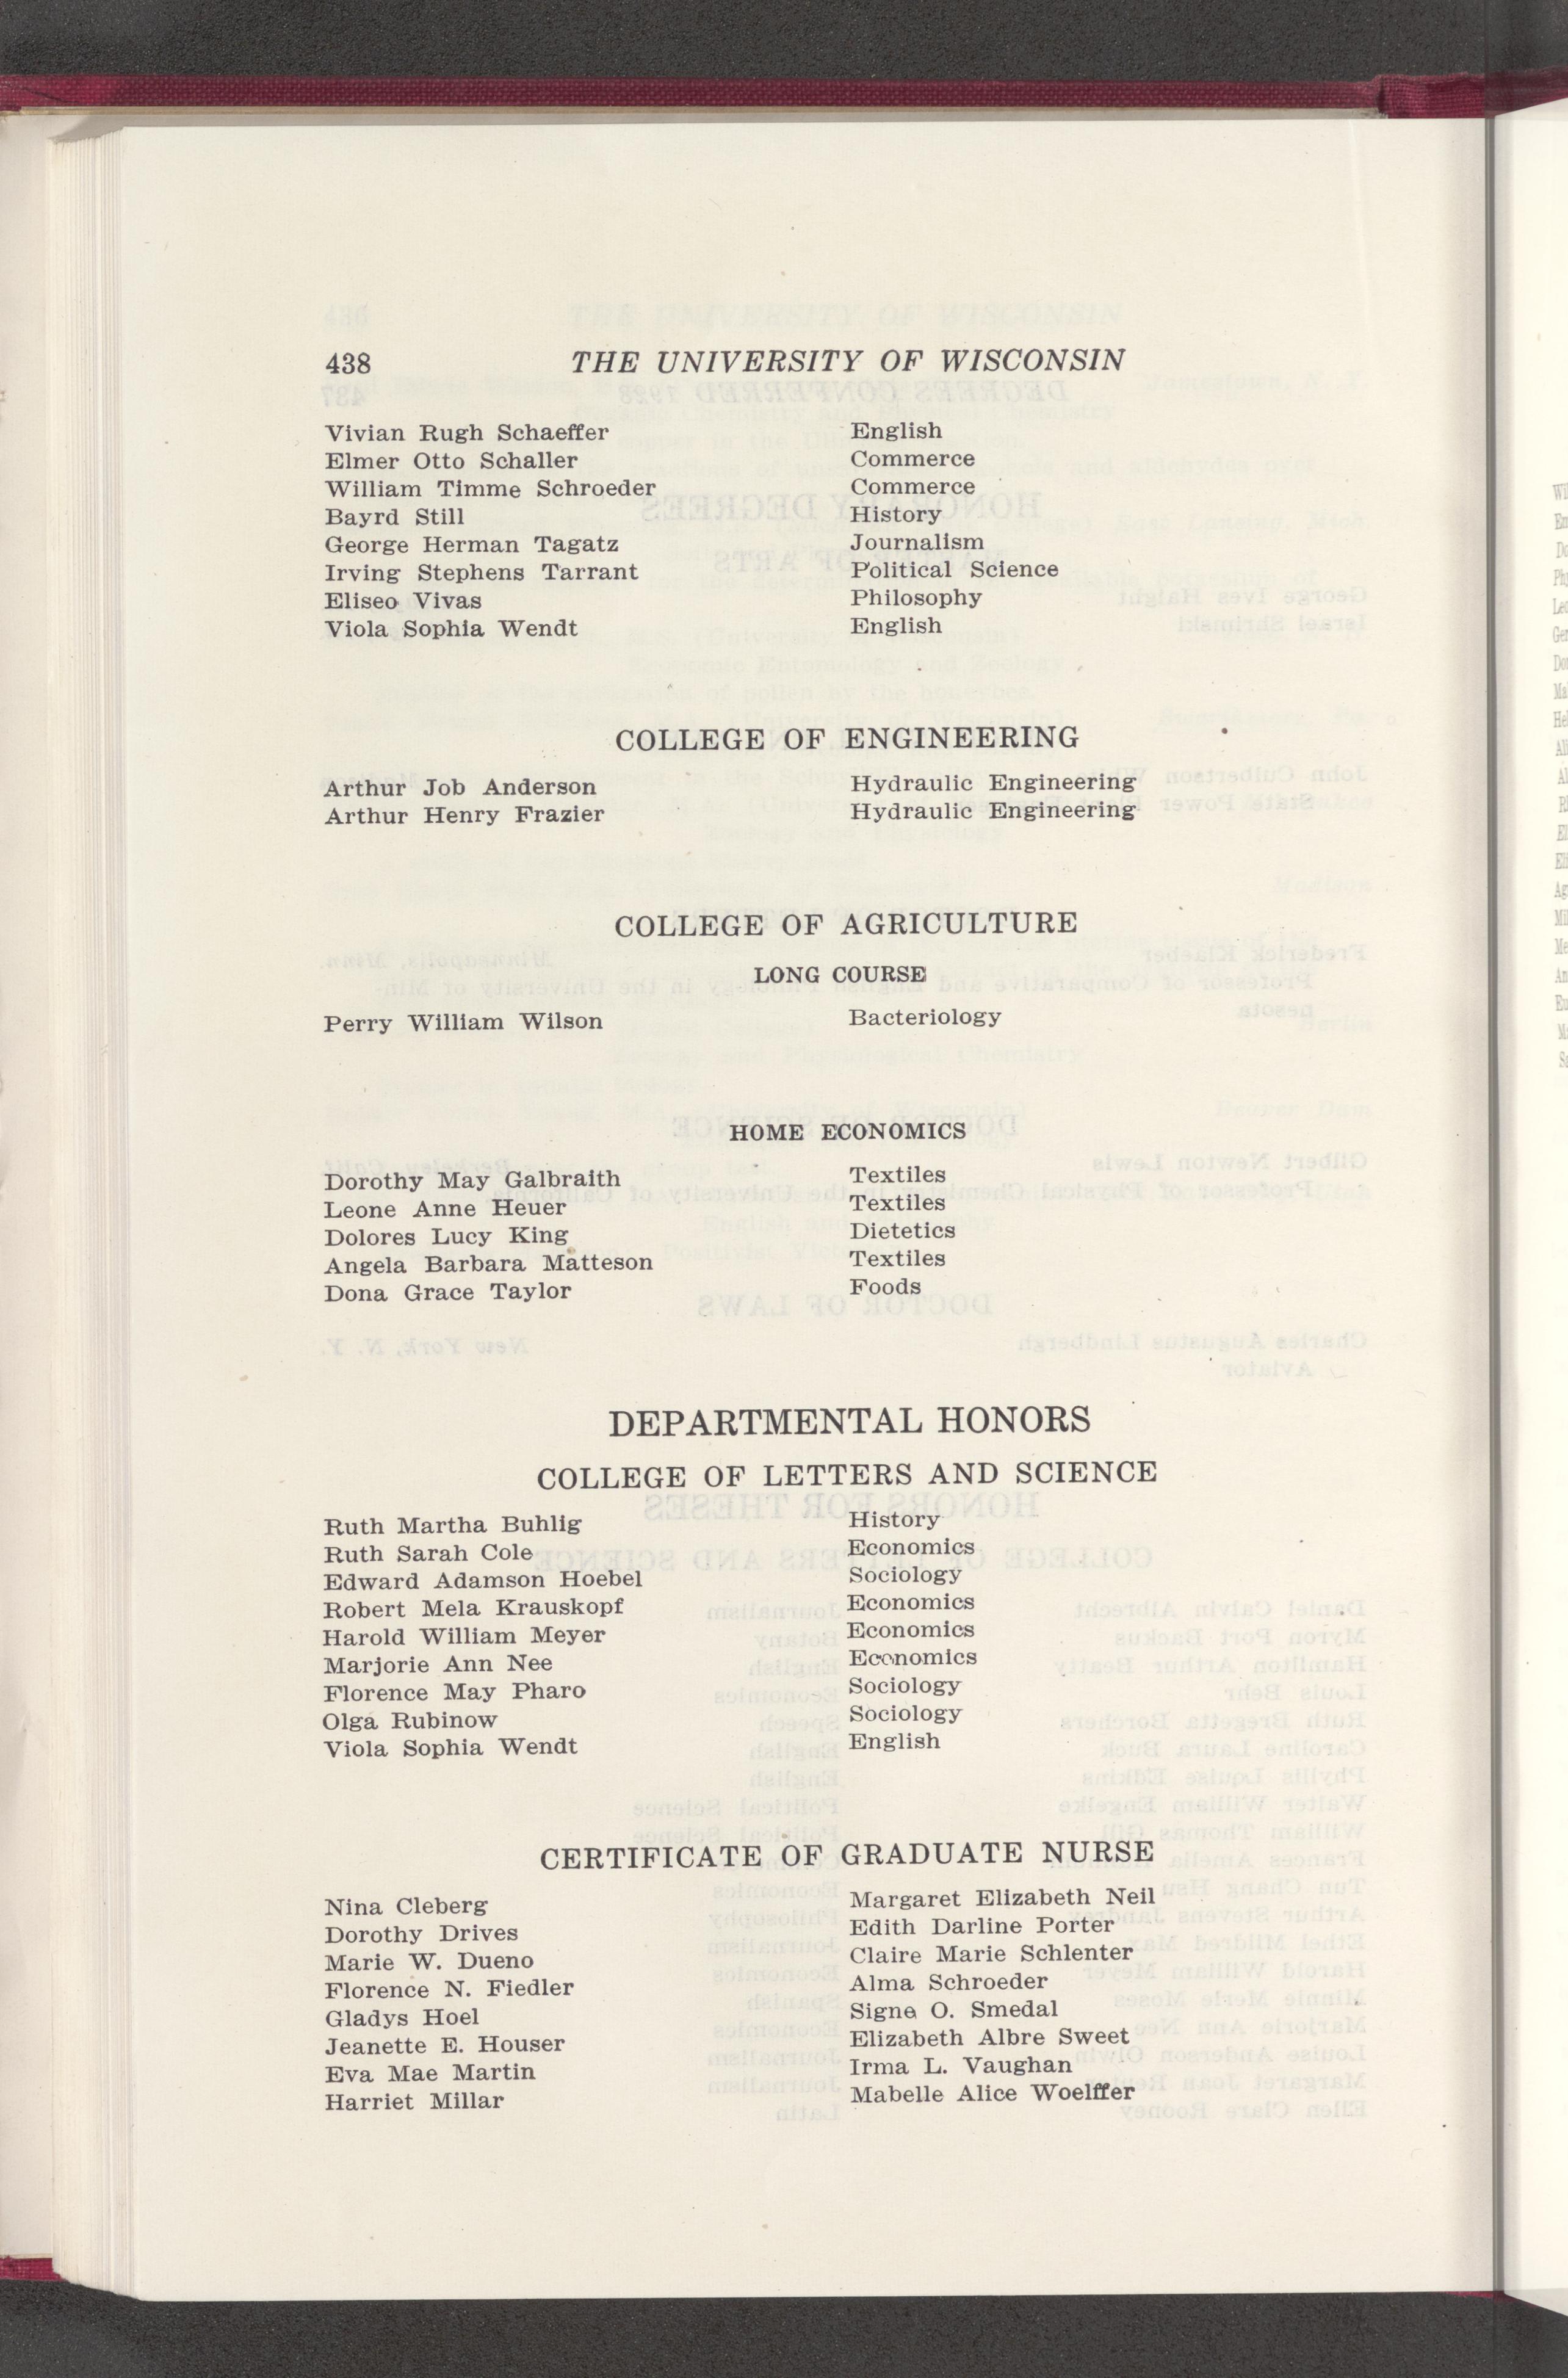 438 THE UNIVERSITY OF WISCONSIN
Vivian Rugh Schaeffer English
Elmer Otto Schaller Commerce
William Timme Schroeder Commerce
Bayrd Still History
George Herman Tagatz Journalism
Irving Stephens Tarrant Political Science
Eliseo Vivas Philosophy
Viola Sophia Wendt English
COLLEGE OF ENGINEERING
Arthur Job Anderson Hydraulic Engineering
Arthur Henry Frazier Hydraulic Engineering
COLLEGE OF AGRICULTURE
LONG COURSE
Perry William Wilson Bacteriology
HOME ECONOMICS
Dorothy May Galbraith Textiles
Leone Anne Heuer Textiles
Dolores Lucy King Dietetics
Angela Barbara Matteson Textiles
Dona Grace Taylor Foods
DEPARTMENTAL HONORS
COLLEGE OF LETTERS AND SCIENCE
Ruth Martha Buhlig History
Ruth Sarah Cole Economics
Edward Adamson Hoebel Sociology
Robert Mela Krauskopf Economics
Harold William Meyer Economics
Marjorie Ann Nee Economics
Florence May Pharo Sociology
Olga Rubinow Sociology
Viola Sophia Wendt English
CERTIFICATE OF GRADUATE NURSE
Nina Cleberg Margaret Elizabeth Neil
Dorothy Drives Edith Darline Porter
Marie W. Dueno Claire Marie Schlenter
Florence N. Fiedler Alma Schroeder
Gladys Hoel Signe O. Smedal
Jeanette E. Houser Elizabeth Albre Sweet
Eva Mae Martin Irma L. Vaughan
Harriet Millar Mabelle Alice Woelffer